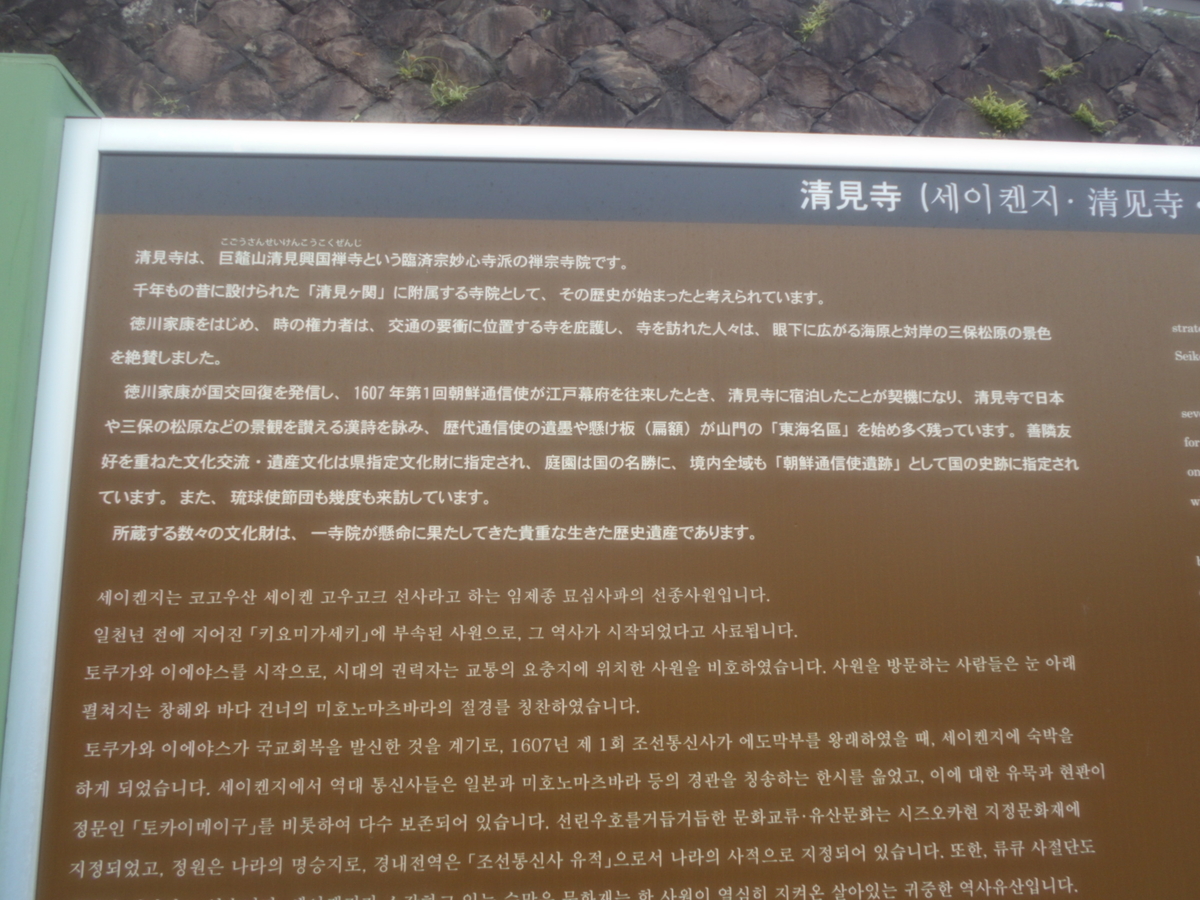 清見寺 (세이켄지・清见寺・
こごうさんせいけんこうこくぜんじ
清見寺は、巨鼇山清見興国禅寺という臨済宗妙心寺派の禅宗寺院です。
千年もの昔に設けられた「清見ヶ関」に附属する寺院として、その歴史が始まったと考えられています。
徳川家康をはじめ、時の権力者は、交通の要衝に位置する寺を庇護し、寺を訪れた人々は、眼下に広がる海原と対岸の三保松原の景色
を絶賛しました。
徳川家康が国交回復を発信し、1607年第1回朝鮮通信使が江戸幕府を往来したとき、清見寺に宿泊したことが契機になり、清見寺で日本
や三保の松原などの景観を讃える漢詩を詠み、歴代通信使の遺墨や懸け板（扁額）が山門の「東海名區」を始め多く残っています。善隣友
好を重ねた文化交流・遺産文化は県指定文化財に指定され、庭園は国の名勝に、境内全域も「朝鮮通信使遺跡」として国の史跡に指定され
ています。また、琉球使節団も幾度も来訪しています。
所蔵する数々の文化財は、一寺院が懸命に果たしてきた貴重な生きた歴史遺産であります。
세이켄지는 코고우산 세이켄 고우고크 선사라고 하는 임제종 묘심사파의 선종사원입니다.
일천년 전에 지어진 「키요미가세키」에 부속된 사원으로, 그 역사가 시작되었다고 사료됩니다.
토쿠가와 이에야스를 시작으로, 시대의 권력자는 교통의 요충지에 위치한 사원을 비호하였습니다. 사원을 방문하는 사람들은 눈 아래
펼쳐지는 창해와 바다 건너의 미호노마츠바라의 절경를 칭찬하였습니다.
토쿠가와 이에야스가 국교회복을 발신한 것을 계기로, 1607년 제 1회 조선통신사가 에도막부를 왕래하였을 때, 세이켄지에 숙박을
하게 되었습니다. 세이켄지에서 역대 통신사들은 일본과 미호노마츠바라 등의 경관을 칭송하는 한시를 읊었고, 이에 대한 유묵과 현판이
정문인 「토카이메이구」를 비롯하여 다수 보존되어 있습니다. 선린우호를거듭거듭한 문화교류·유산문화는 시즈오카현 지정문화재에
지정되었고, 정원은 나라의 명승지로, 경내전역은 「조선통신사 유적」으로서 나라의 사적으로 지정되어 있습니다. 또한, 류큐 사절단도
한 사원이 열심히 지켜온 살아있는 귀중한 역사유산입니다.
strate
Seik
sev
for
on